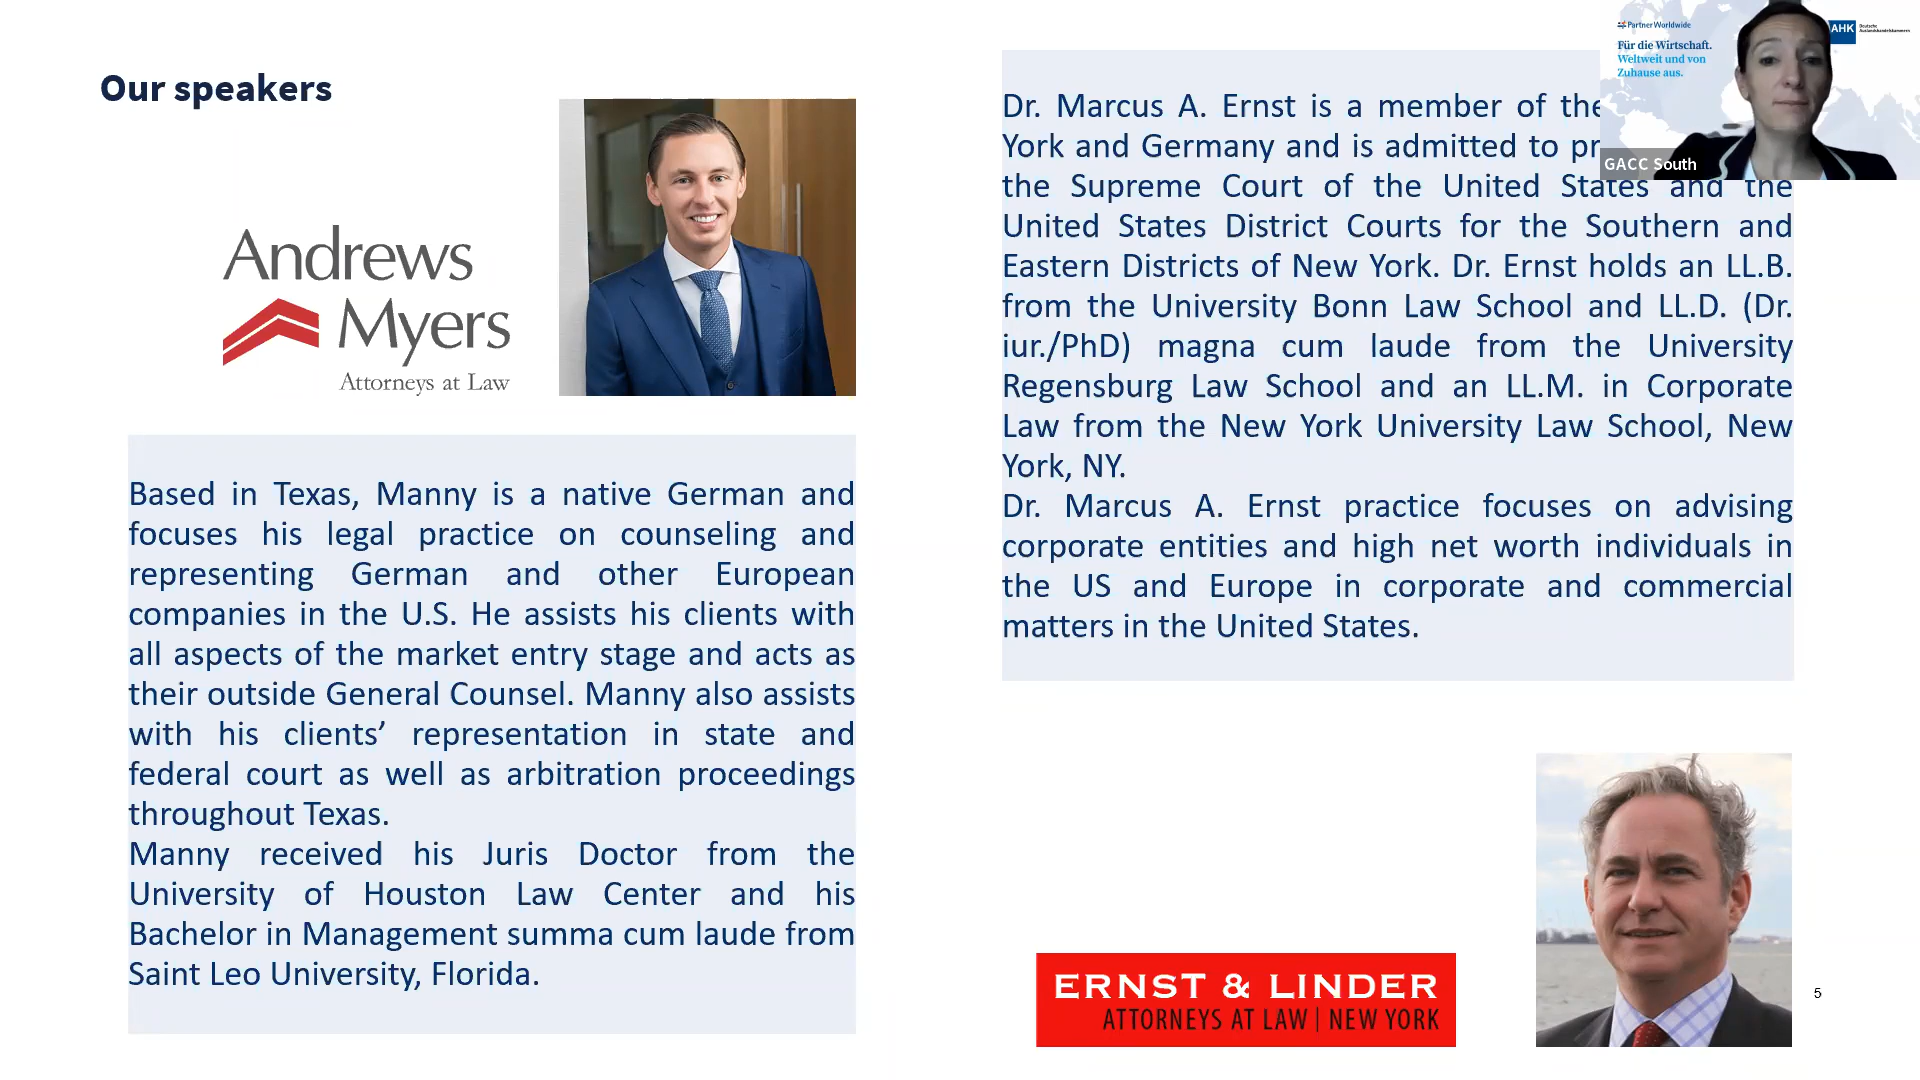 Our speakers
Andrews
Myers
Attorneys at Law
Based in Texas, Manny is a native German and
focuses his legal practice on counseling and
representing German and other European
companies in the U.S. He assists his clients with
all aspects of the market entry stage and acts as
their outside General Counsel. Manny also assists
with his clients’ representation in state and
federal court as well as arbitration proceedings
throughout Texas.
Manny received his Juris Doctor from the
University of Houston Law Center and his
Bachelor in Management summa cum laude from
Saint Leo University, Florida.
Dr. Marcus A. Ernst is a member of the
York and Germany and is admitted to
the Supreme Court of the United States and the
United States District Courts for the Southern and
Eastern Districts of New York. Dr. Ernst holds an LL.B.
from the University Bonn Law School and LL.D. (Dr.
iur./PhD) magna cum laude from the University
Regensburg Law School and an LL.M. in Corporate
Law from the New York University Law School, New
York, NY.
Dr. Marcus A. Ernst practice focuses on advising
corporate entities and high net worth individuals in
the US and Europe in corporate and commercial
matters in the United States.
ERNST & LINDER
ATTORNEYS AT LAW | NEW YORK
5
Partner Worldwide
Für die Wirtschaft.
Weltweit und von
Zuhause aus.
AHK
Deutsche
Auslandshandelskammern
GACC South